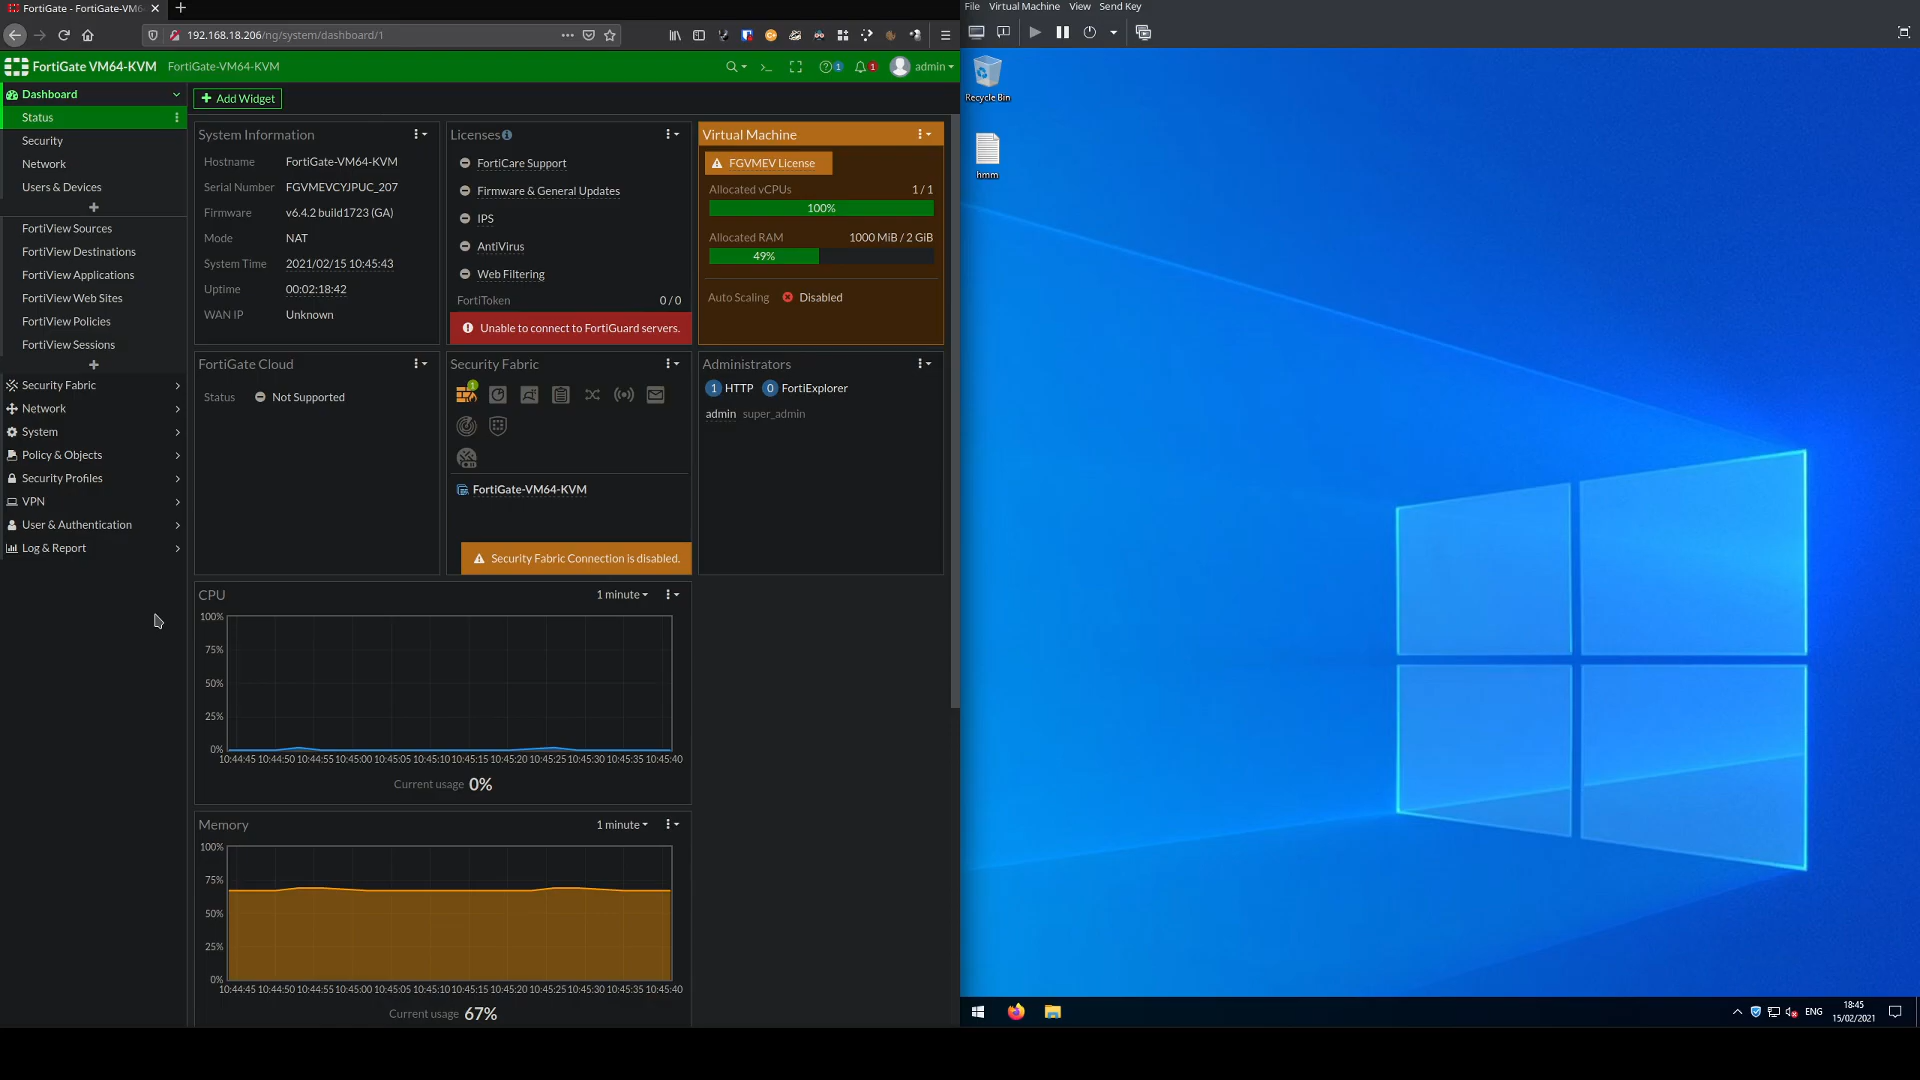 FortiGate - FortiGate-VM6
192.168.18.206/ng/system/dashboard/1
FortiGate VM64-KVM
FortiGate-VM64-KVM
1
1
admin
Dashboard
Status
Security
Network
Users & Devices
FortiView Sources
FortiView Destinations
FortiView Applications
FortiView Web Sites
FortiView Policies
FortiView Sessions
Security Fabric
Network
System
Policy & Objects
Security Profiles
VPN
User & Authentication
Log & Report
Add Widget
System Information
Hostname FortiGate-VM64-KVM
Serial Number FGVMEVCYJPUC_207
Firmware v6.4.2 build1723 (GA)
Mode NAT
System Time 2021/02/15 10:45:43
Uptime 00:02:18:42
WAN IP Unknown
Licenses
FortiCare Support
Firmware & General Updates
IPS
AntiVirus
Web Filtering
FortiToken 0 / 0
Unable to connect to FortiGuard servers.
Virtual Machine
FGVMEV License
Allocated vCPUs 1 / 1
100%
Allocated RAM 1000 MiB / 2 GiB
49%
Auto Scaling Disabled
FortiGate Cloud
Status Not Supported
Security Fabric
1
FortiGate-VM64-KVM
Security Fabric Connection is disabled.
Administrators
1 HTTP 0 FortiExplorer
admin super_admin
CPU
1 minute
100%
75%
50%
25%
0%
10:44:45 10:44:50 10:44:55 10:45:00 10:45:05 10:45:10 10:45:15 10:45:20 10:45:25 10:45:30 10:45:35 10:45:40
Current usage 0%
Memory
1 minute
100%
75%
50%
25%
0%
10:44:45 10:44:50 10:44:55 10:45:00 10:45:05 10:45:10 10:45:15 10:45:20 10:45:25 10:45:30 10:45:35 10:45:40
Current usage 67%
File Virtual Machine View Send Key
Recycle Bin
hmm
ENG
18:45
15/02/2021